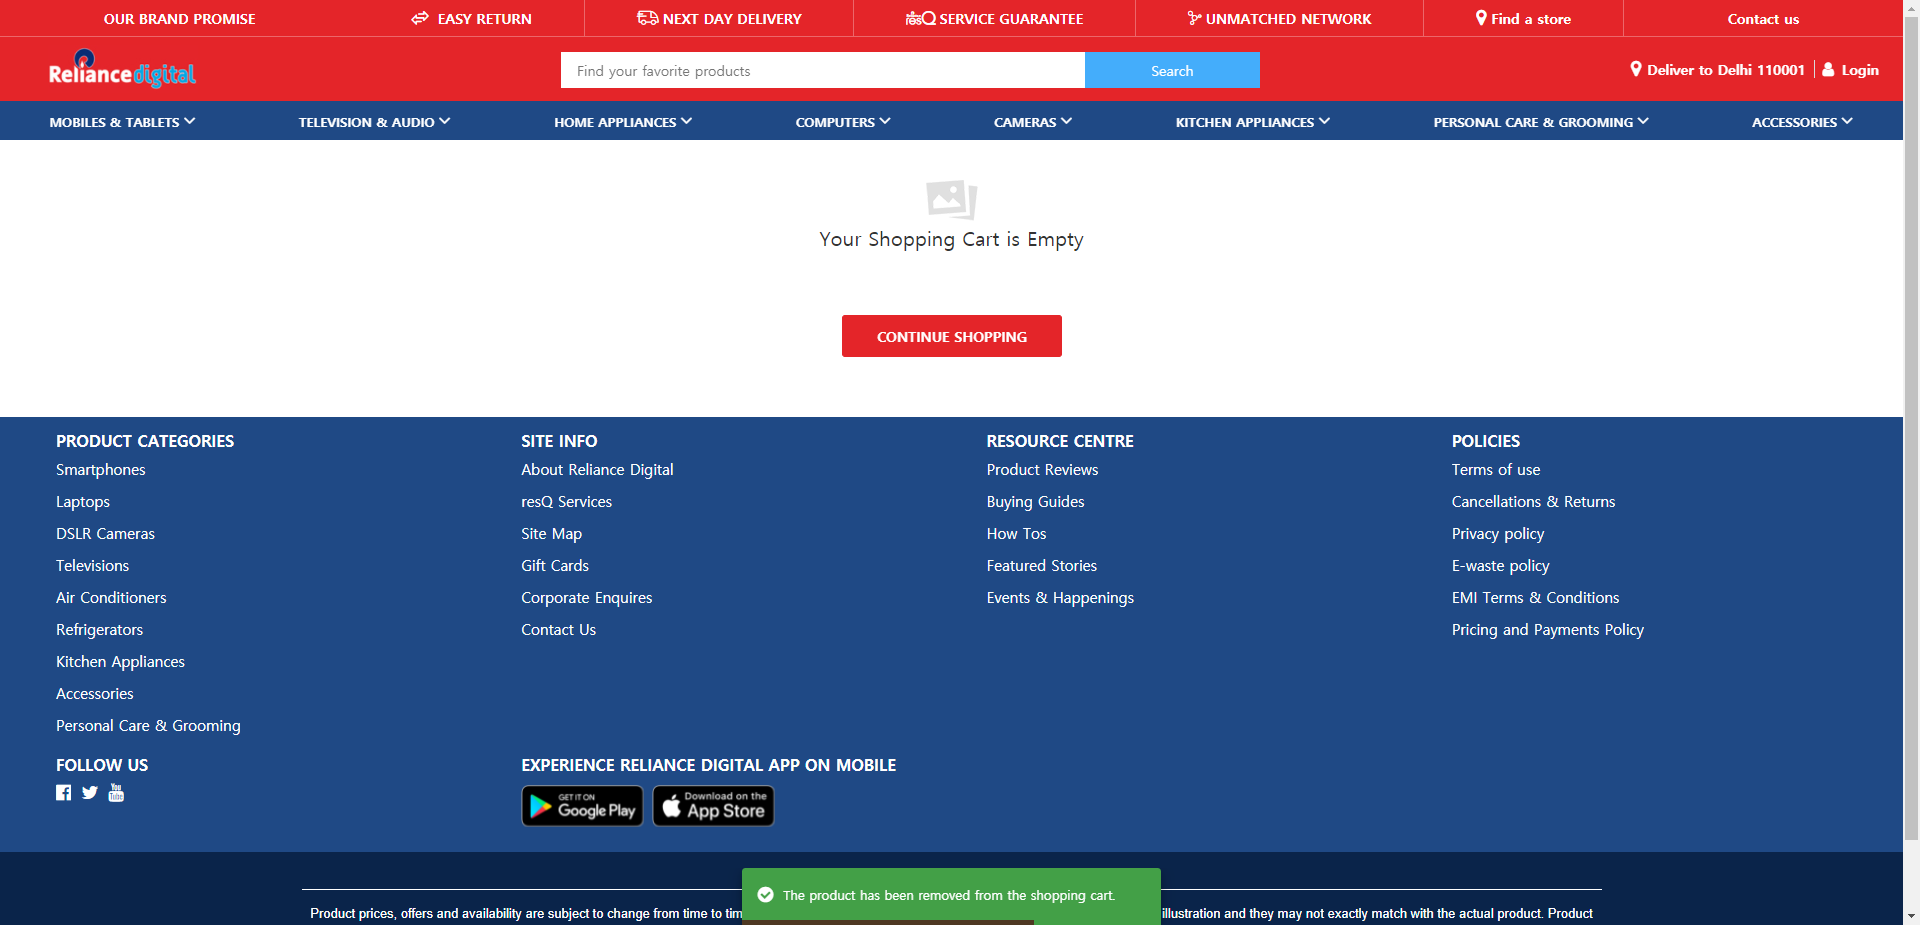 OUR BRAND PROMISE
EASY RETURN
NEXT DAY DELIVERY
resQ SERVICE GUARANTEE
UNMATCHED NETWORK
Find a store
Contact us
Reliance digital
Find your favorite products
Search
Deliver to Delhi 110001
Login
MOBILES & TABLETS
TELEVISION & AUDIO
HOME APPLIANCES
COMPUTERS
CAMERAS
KITCHEN APPLIANCES
PERSONAL CARE & GROOMING
ACCESSORIES
Your Shopping Cart is Empty
CONTINUE SHOPPING
PRODUCT CATEGORIES
Smartphones
Laptops
DSLR Cameras
Televisions
Air Conditioners
Refrigerators
Kitchen Appliances
Accessories
Personal Care & Grooming
SITE INFO
About Reliance Digital
resQ Services
Site Map
Gift Cards
Corporate Enquires
Contact Us
RESOURCE CENTRE
Product Reviews
Buying Guides
How Tos
Featured Stories
Events & Happenings
POLICIES
Terms of use
Cancellations & Returns
Privacy policy
E-waste policy
EMI Terms & Conditions
Pricing and Payments Policy
FOLLOW US
You Tube
EXPERIENCE RELIANCE DIGITAL APP ON MOBILE
GET IT ON
Google Play
Download on the
App Store
The product has been removed from the shopping cart.
Product prices, offers and availability are subject to change from time to tim
illustration and they may not exactly match with the actual product. Product